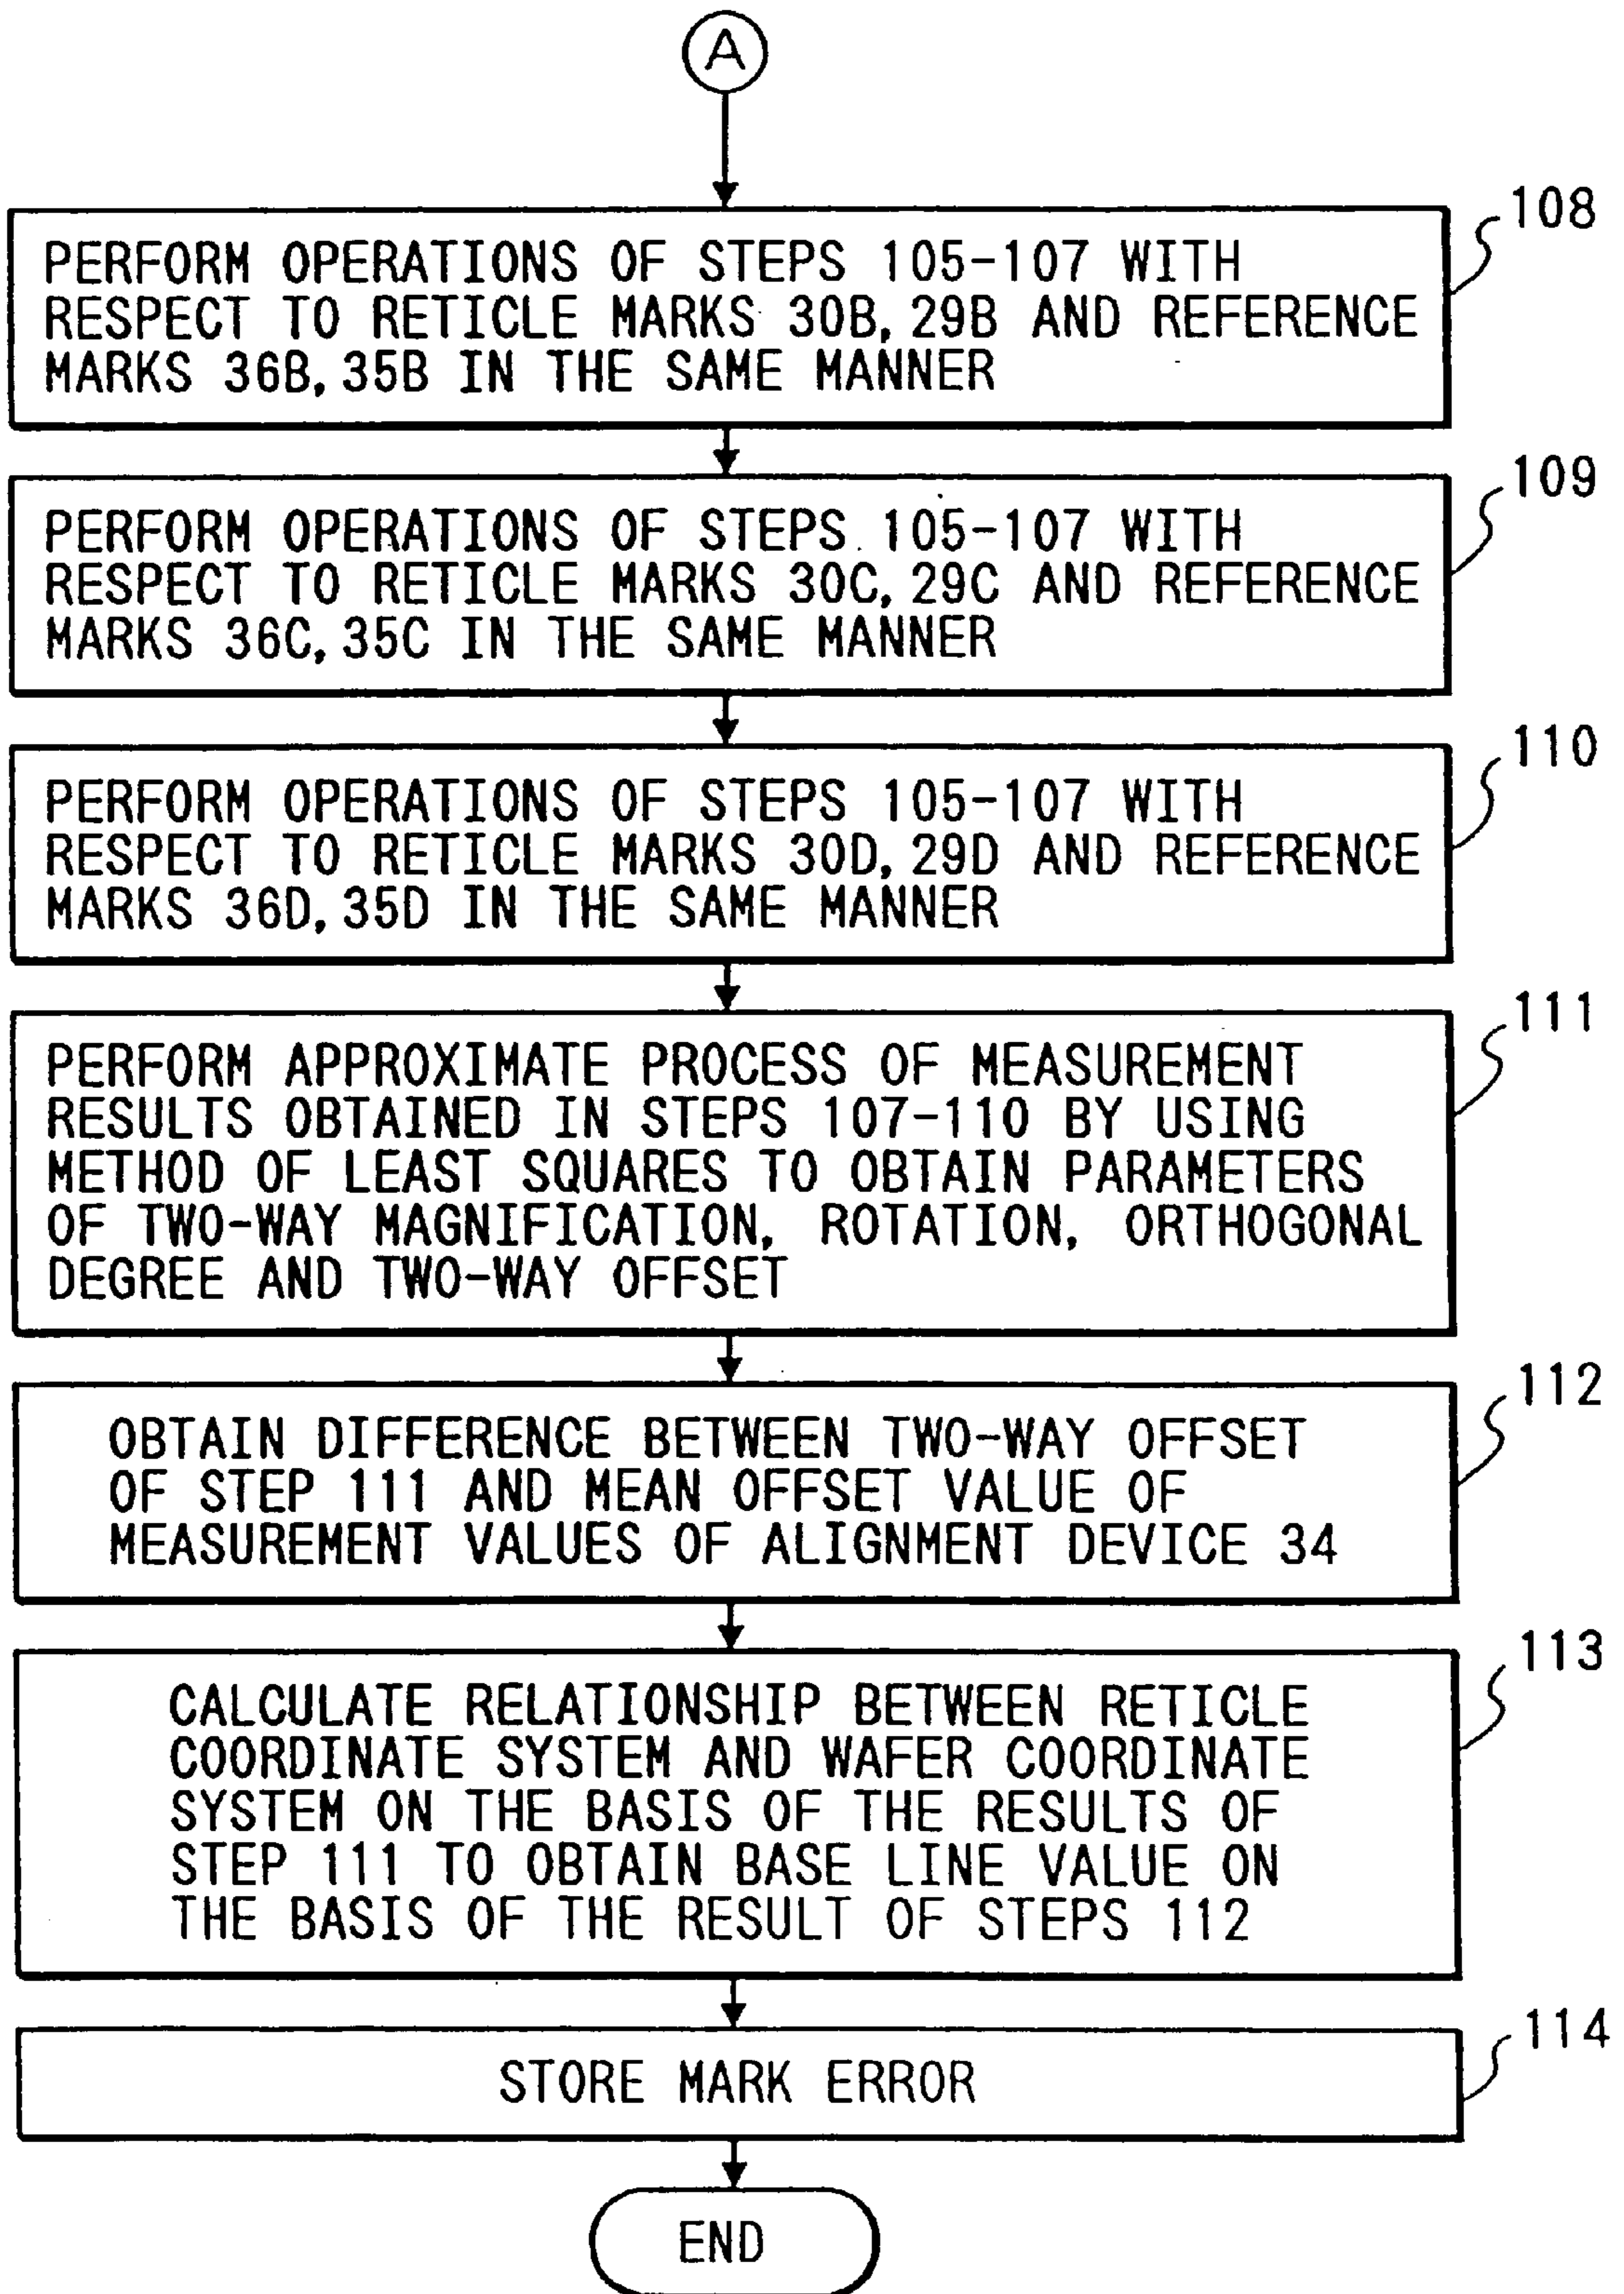 A
108
PERFORM OPERATIONS OF STEPS 105-107 WITH
RESPECT TO RETICLE MARKS 30B, 29B AND REFERENCE
MARKS 36B, 35B IN THE SAME MANNER
109
PERFORM OPERATIONS OF STEPS 105-107 WITH
RESPECT TO RETICLE MARKS 30C, 29C AND REFERENCE
MARKS 36C, 35C IN THE SAME MANNER
110
PERFORM OPERATIONS OF STEPS 105-107 WITH
RESPECT TO RETICLE MARKS 30D, 29D AND REFERENCE
MARKS 36D, 35D IN THE SAME MANNER
111
PERFORM APPROXIMATE PROCESS OF MEASUREMENT
RESULTS OBTAINED IN STEPS 107-110 BY USING
METHOD OF LEAST SQUARES TO OBTAIN PARAMETERS
OF TWO-WAY MAGNIFICATION, ROTATION, ORTHOGONAL
DEGREE AND TWO-WAY OFFSET
112
OBTAIN DIFFERENCE BETWEEN TWO-WAY OFFSET
OF STEP 111 AND MEAN OFFSET VALUE OF
MEASUREMENT VALUES OF ALIGNMENT DEVICE 34
113
CALCULATE RELATIONSHIP BETWEEN RETICLE
COORDINATE SYSTEM AND WAFER COORDINATE
SYSTEM ON THE BASIS OF THE RESULTS OF
STEP 111 TO OBTAIN BASE LINE VALUE ON
THE BASIS OF THE RESULT OF STEPS 112
114
STORE MARK ERROR
END